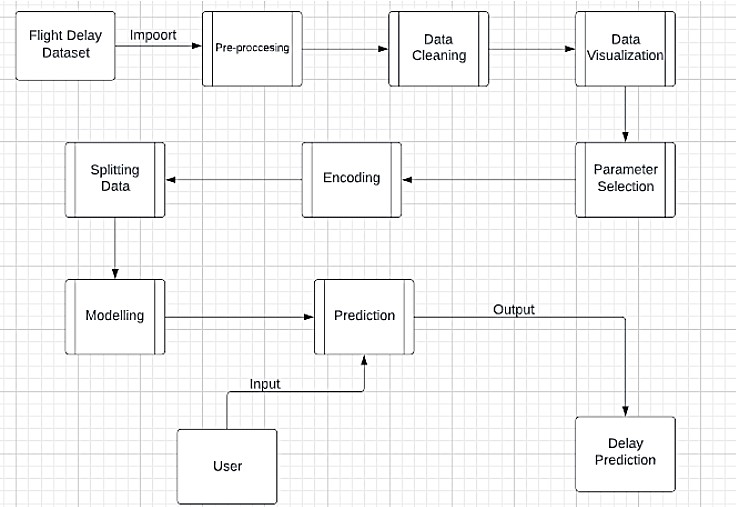 Flight Delay
Dataset
Impoort
Pre-proccesing
Data
Cleaning
Data
Visualization
Splitting
Data
Encoding
Parameter
Selection
Modelling
Prediction
Output
Input
User
Delay
Prediction